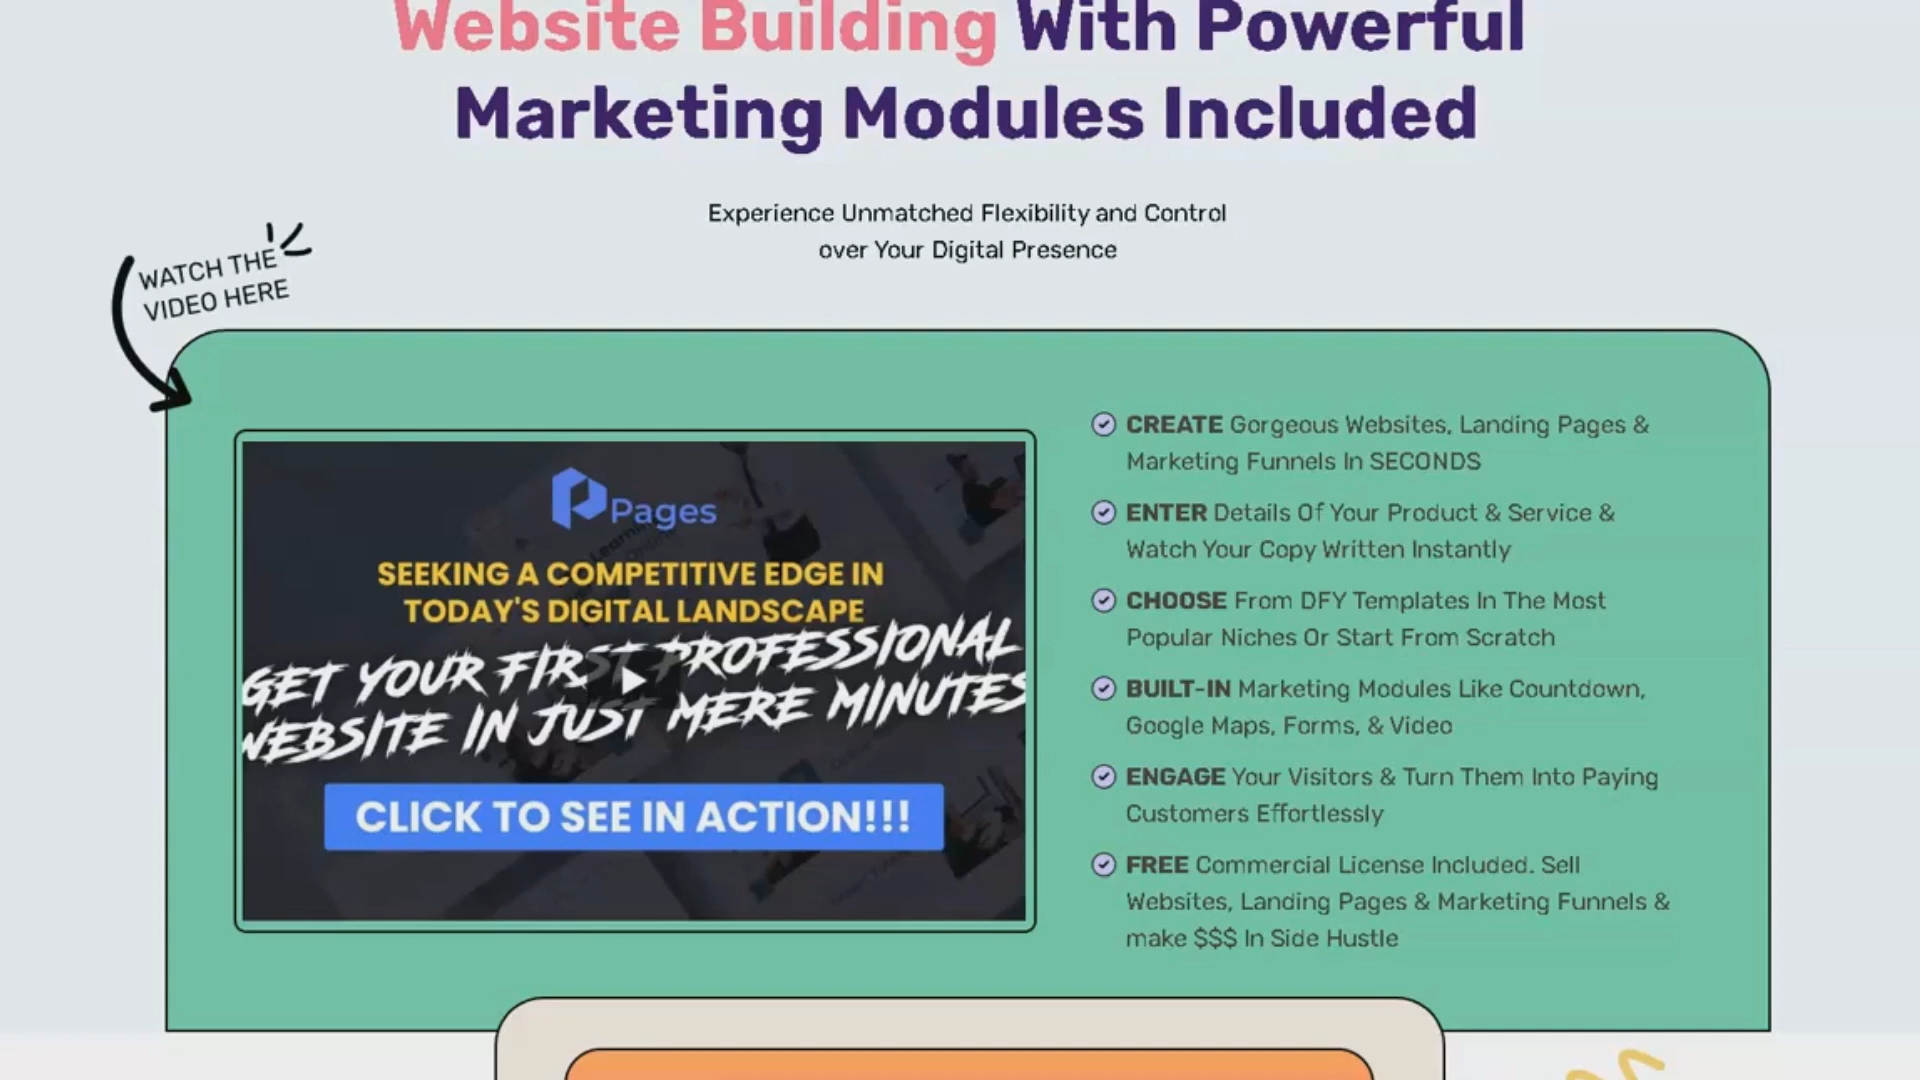 Website Building With Powerful
Marketing Modules Included
Experience Unmatched Flexibility and Control
over Your Digital Presence
WATCH THE
VIDEO HERE
Pages
SEEKING A COMPETITIVE EDGE IN
TODAY'S DIGITAL LANDSCAPE
GET YOUR FIRST PROFESSIONAL
WEBSITE IN JUST MERE MINUTES
CLICK TO SEE IN ACTION!!!
CREATE Gorgeous Websites, Landing Pages &
Marketing Funnels In SECONDS
ENTER Details Of Your Product & Service &
Watch Your Copy Written Instantly
CHOOSE From DFY Templates In The Most
Popular Niches Or Start From Scratch
BUILT-IN Marketing Modules Like Countdown,
Google Maps, Forms, & Video
ENGAGE Your Visitors & Turn Them Into Paying
Customers Effortlessly
FREE Commercial License Included. Sell
Websites, Landing Pages & Marketing Funnels &
make $$$ In Side Hustle